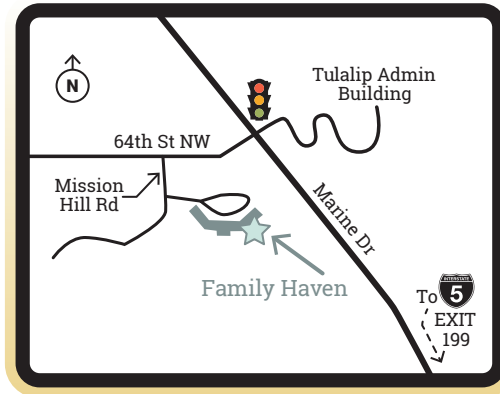 N
Tulalip Admin
Building
64th St NW
Mission
Hill Rd
Marine Dr
Family Haven
To
INTERSTATE
5
EXIT
199